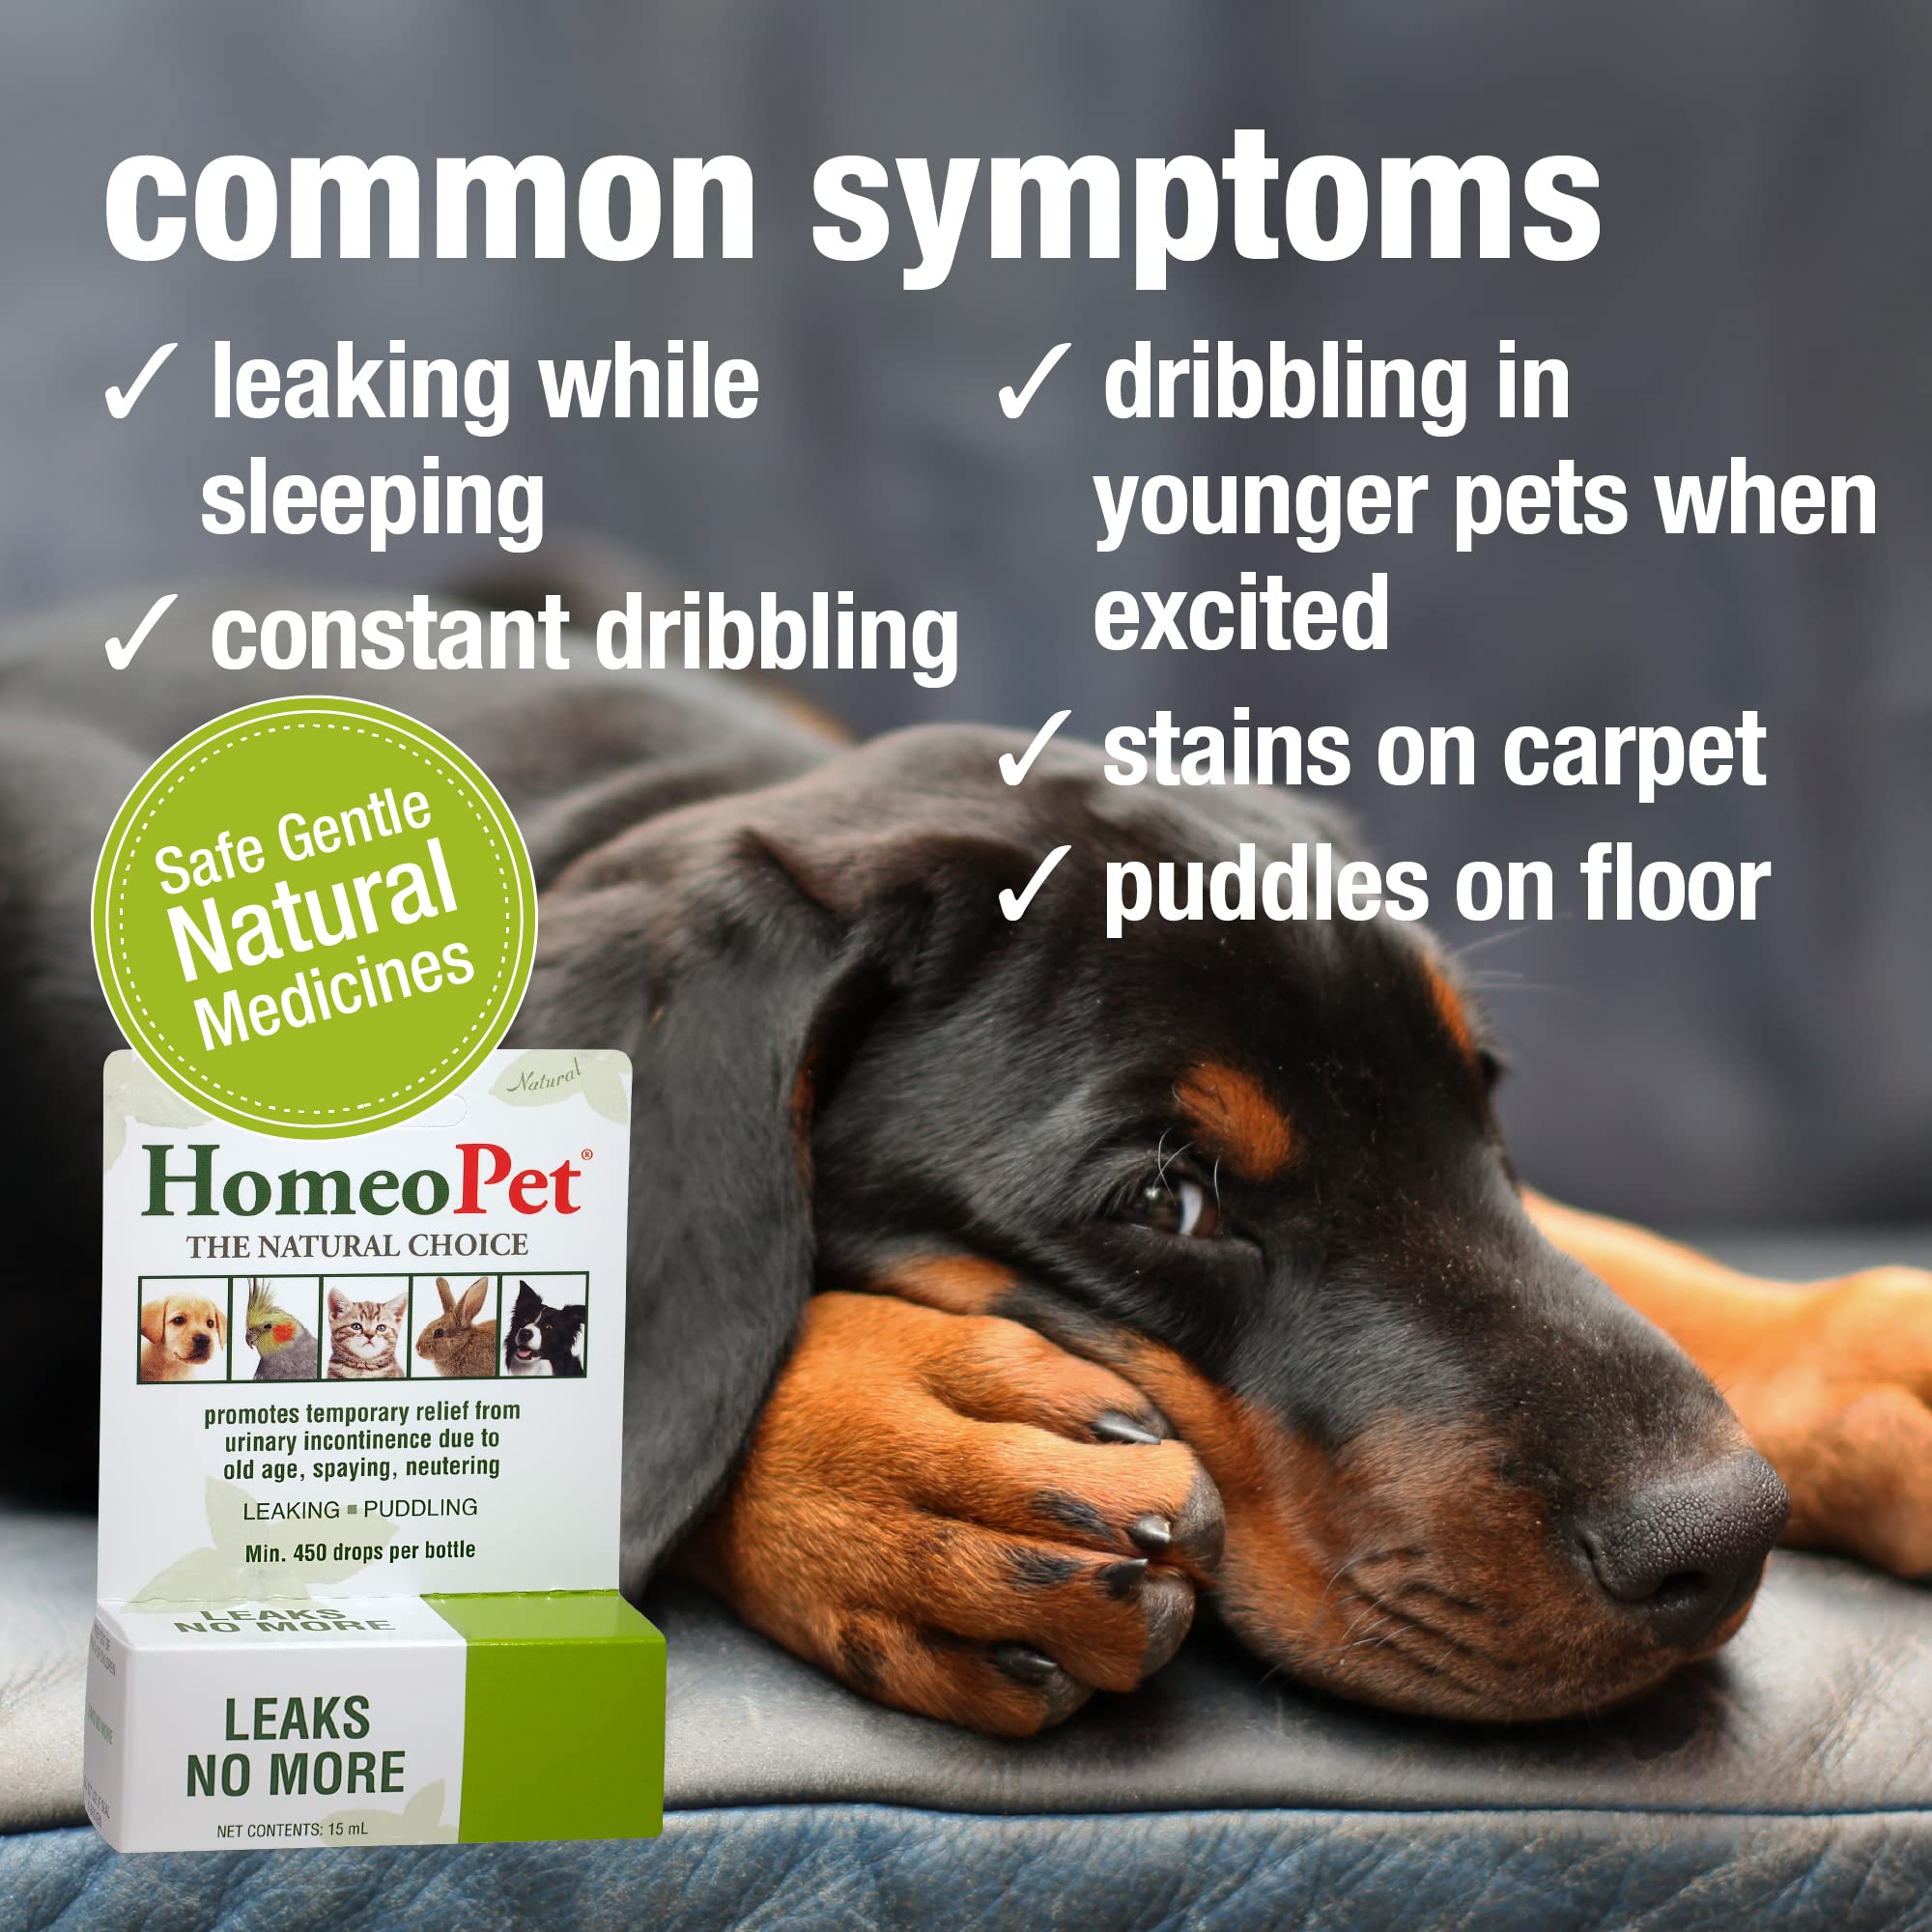 common symptoms
✓ leaking while
sleeping
✓ constant dribbling
✓ dribbling in
younger pets when
excited
✓ stains on carpet
✓ puddles on floor
Safe Gentle
Natural
Medicines
Natural
HomeoPet®
THE NATURAL CHOICE
promotes temporary relief from
urinary incontinence due to
old age, spaying, neutering
LEAKING ▪ PUDDLING
Min. 450 drops per bottle
LEAKS
NO MORE
LEAKS
NO MORE
NET CONTENTS: 15 mL